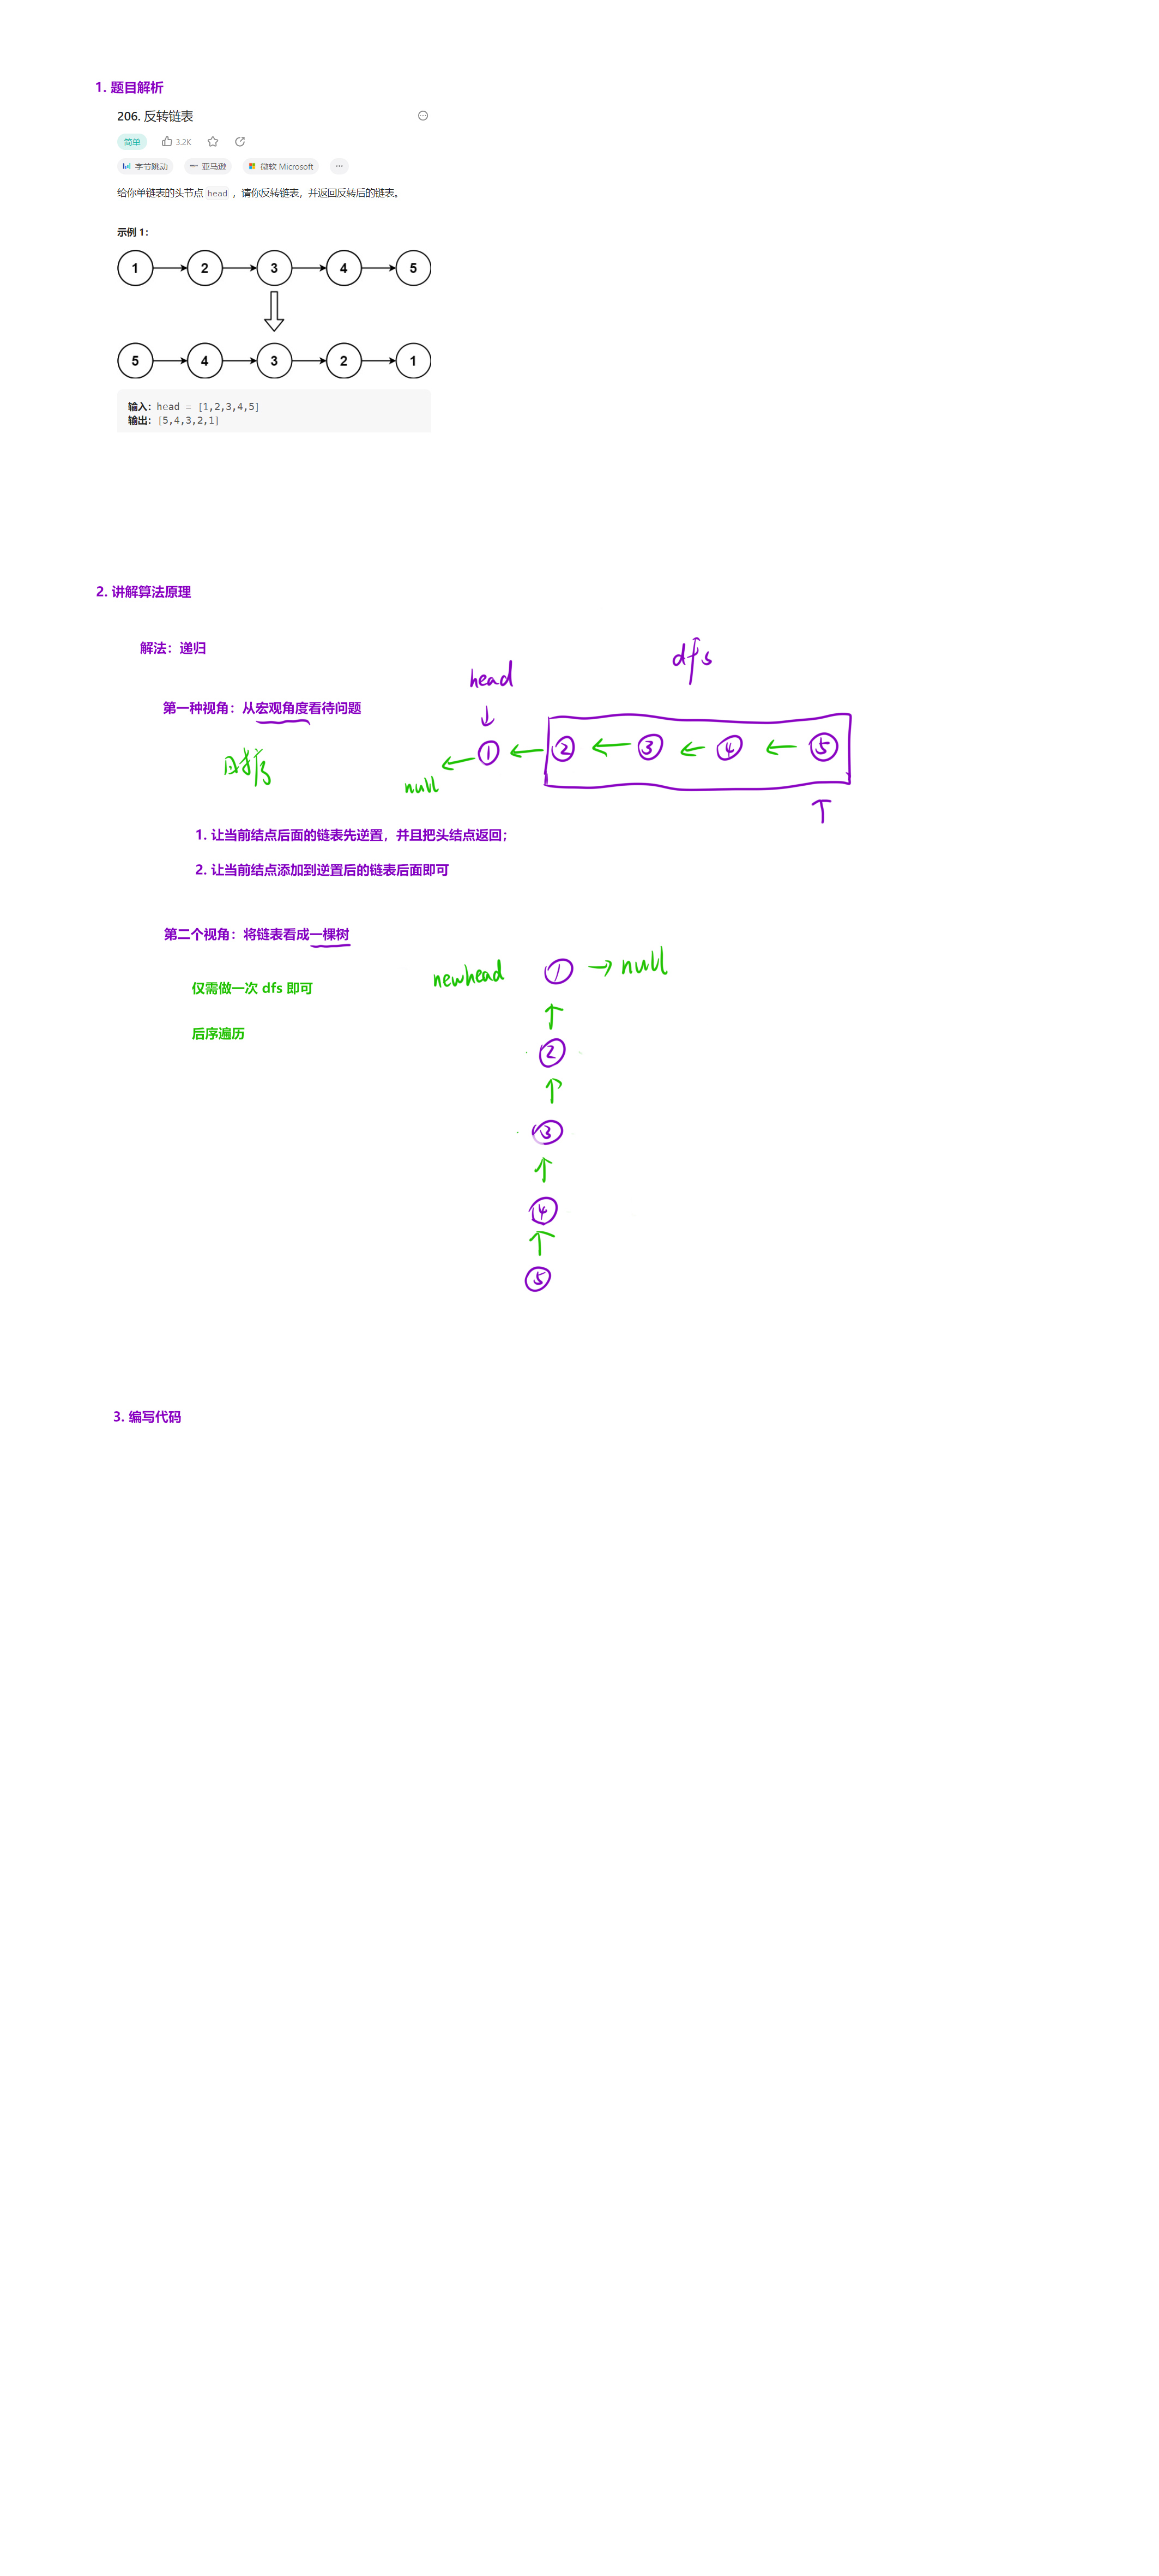 1. 题目解析
206. 反转链表
简单 3.2K
字节跳动 亚马逊 微软 Microsoft ...
给你单链表的头节点 head ，请你反转链表，并返回反转后的链表。
示例 1：
1 2 3 4 5
5 4 3 2 1
输入：head = [1,2,3,4,5]
输出：[5,4,3,2,1]
2. 讲解算法原理
解法：递归
dfs
head
第一种视角：从宏观角度看待问题
1 2 3 4 5
null
1. 让当前结点后面的链表先逆置，并且把头结点返回；
2. 让当前结点添加到逆置后的链表后面即可
第二个视角：将链表看成一棵树
newhead 1 null
仅需做一次 dfs 即可
后序遍历
2
3
4
5
3. 编写代码